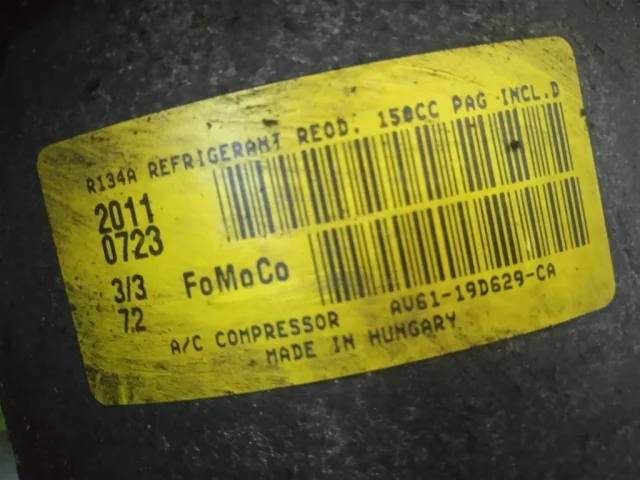 R134A REFRIGERANT REQD. 150CC PAG INCL.D
2011
0723
3/3
72
FoMoCo
A/C COMPRESSOR AV61-19D629-CA
MADE IN HUNGARY